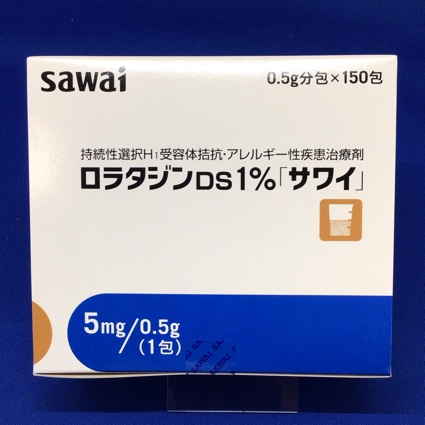 sawai
0.5g分包×150包
持続性選択H₁受容体拮抗・アレルギー性疾患治療剤
ロラタジンDS1%「サワイ」
5mg/0.5g
(1包)
SAWAI